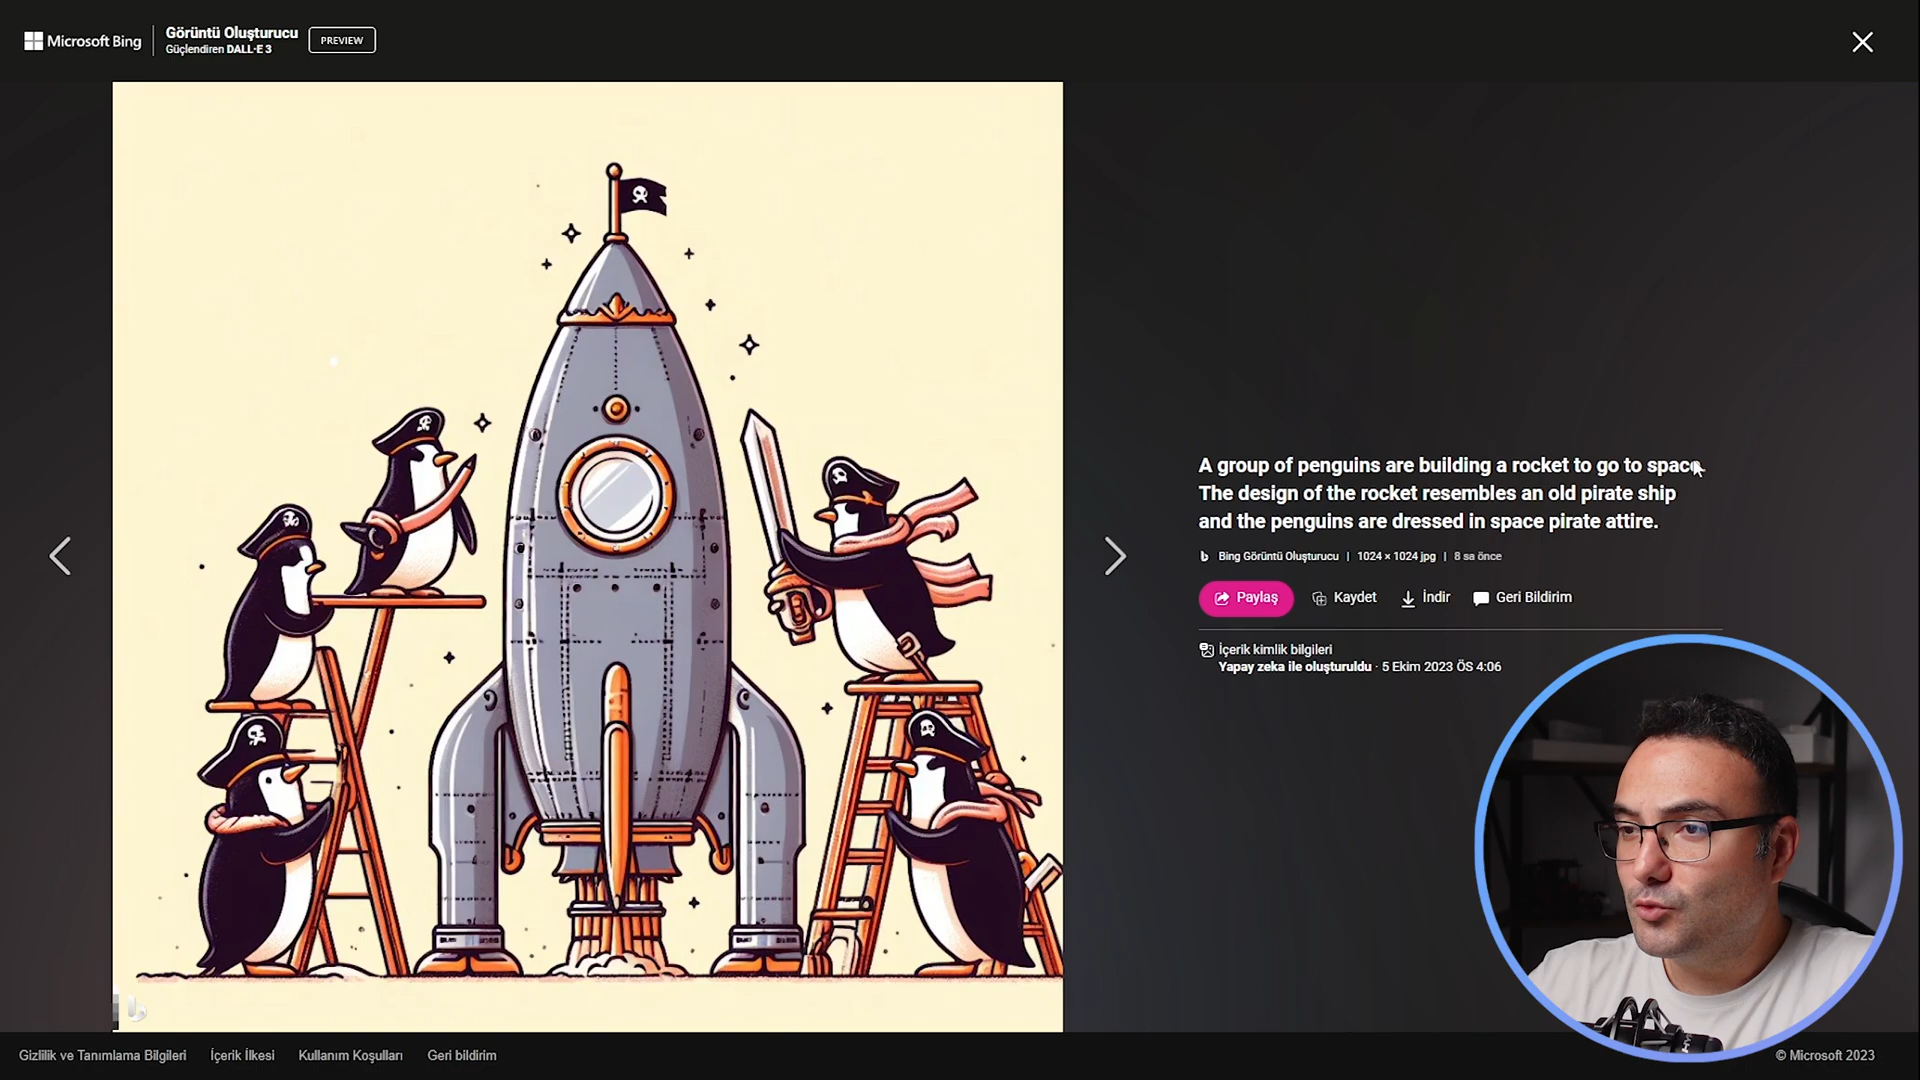 Microsoft Bing
Görüntü Oluşturucu
Güçlendiren DALL·E 3
PREVIEW
A group of penguins are building a rocket to go to space.
The design of the rocket resembles an old pirate ship
and the penguins are dressed in space pirate attire.
Bing Görüntü Oluşturucu | 1024 × 1024 jpg | 8 sa önce
Paylaş
Kaydet
İndir
Geri Bildirim
İçerik kimlik bilgileri
Yapay zeka ile oluşturuldu · 5 Ekim 2023 ÖS 4:06
Gizlilik ve Tanımlama Bilgileri
İçerik İlkesi
Kullanım Koşulları
Geri bildirim
© Microsoft 2023